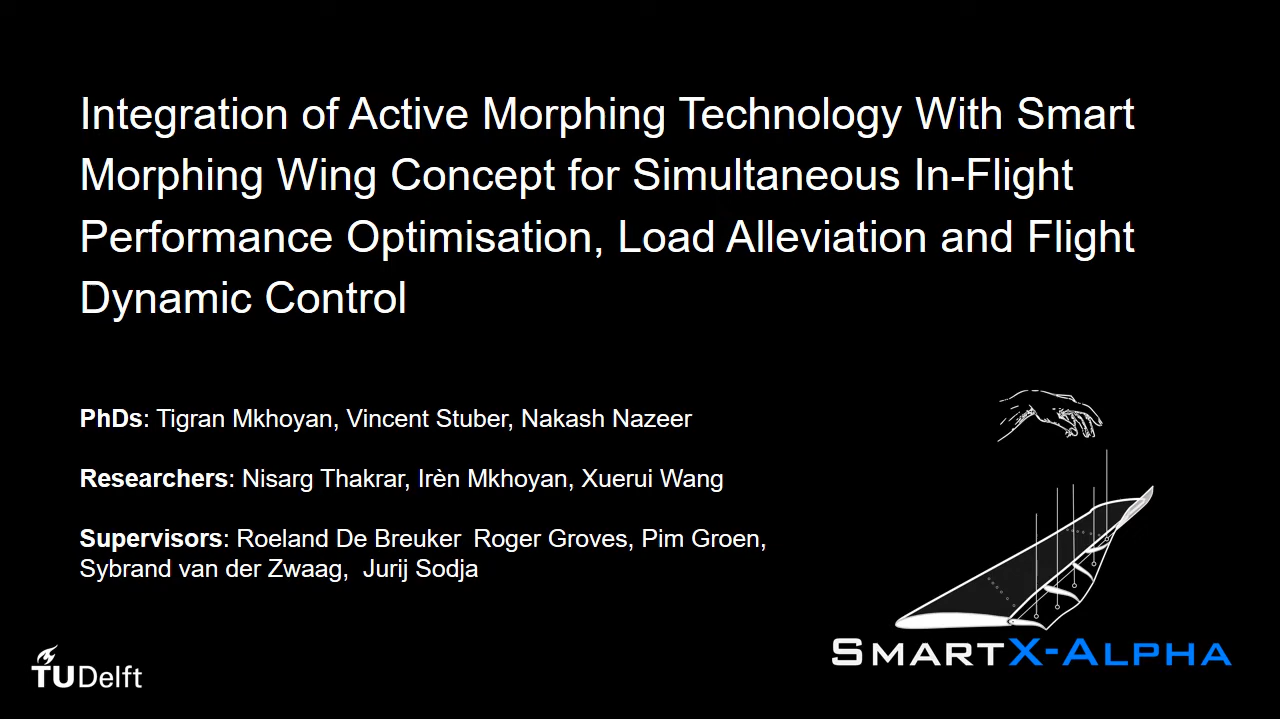 Integration of Active Morphing Technology With Smart
Morphing Wing Concept for Simultaneous In-Flight
Performance Optimisation, Load Alleviation and Flight
Dynamic Control
PhDs: Tigran Mkhoyan, Vincent Stuber, Nakash Nazeer
Researchers: Nisarg Thakrar, Irèn Mkhoyan, Xuerui Wang
Supervisors: Roeland De Breuker  Roger Groves, Pim Groen,
Sybrand van der Zwaag,  Jurij Sodja
SMARTX-ALPHA
TUDelft